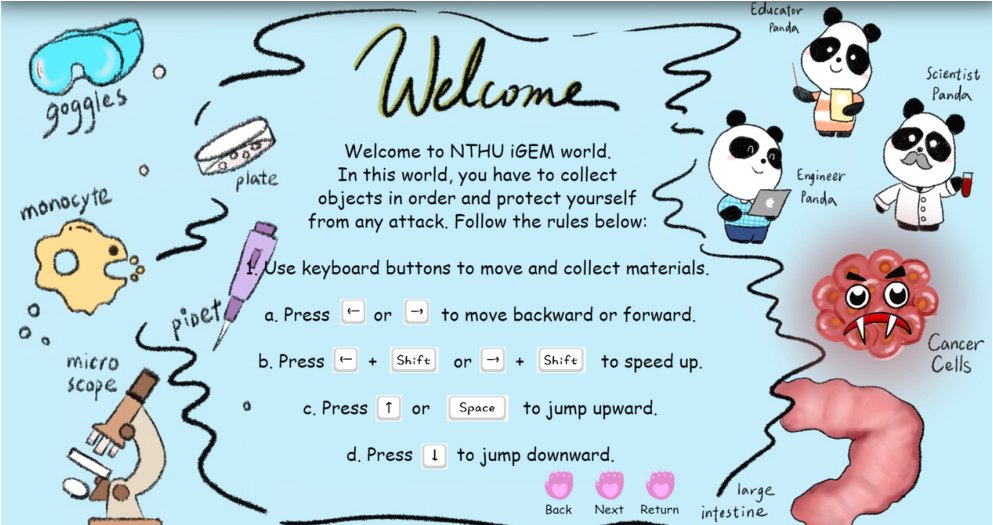 Welcome
Educator
Panda
Scientist
Panda
Engineer
Panda
goggles
plate
monocyte
pipet
micro
scope
Cancer
Cells
large
intestine
Welcome to NTHU iGEM world.
In this world, you have to collect
objects in order and protect yourself
from any attack. Follow the rules below:
1. Use keyboard buttons to move and collect materials.
a. Press ← or → to move backward or forward.
b. Press ← + Shift or → + Shift to speed up.
c. Press ↑ or Space to jump upward.
d. Press ↓ to jump downward.
Back Next Return